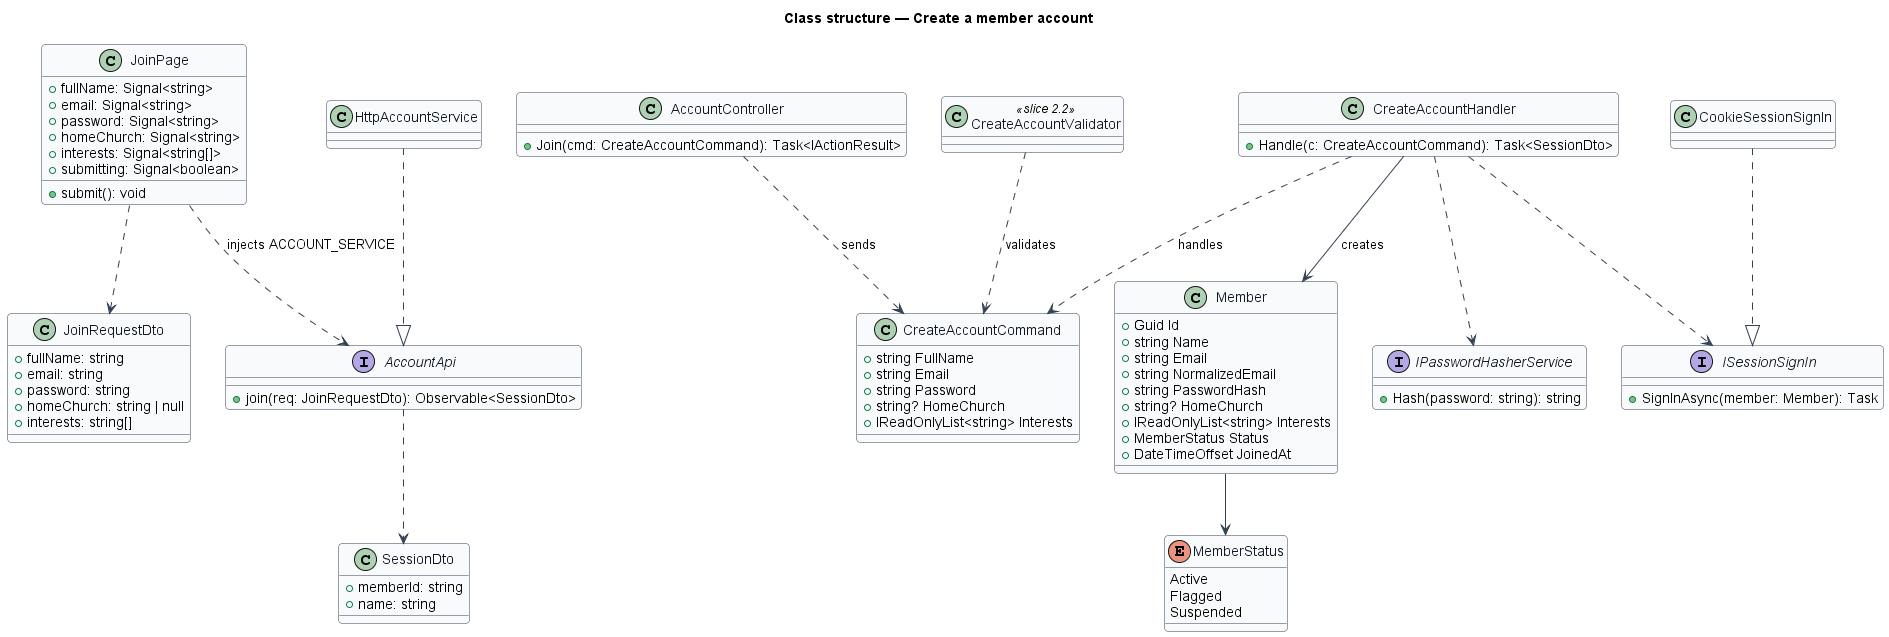 Class structure — Create a member account
C JoinPage
fullName: Signal<string>
email: Signal<string>
password: Signal<string>
homeChurch: Signal<string>
interests: Signal<string[]>
submitting: Signal<boolean>
submit(): void
C HttpAccountService
C AccountController
Join(cmd: CreateAccountCommand): Task<IActionResult>
C «slice 2.2»
CreateAccountValidator
C CreateAccountHandler
Handle(c: CreateAccountCommand): Task<SessionDto>
C CookieSessionSignIn
injects ACCOUNT_SERVICE
sends
validates
handles
creates
C JoinRequestDto
fullName: string
email: string
password: string
homeChurch: string | null
interests: string[]
I AccountApi
join(req: JoinRequestDto): Observable<SessionDto>
C CreateAccountCommand
string FullName
string Email
string Password
string? HomeChurch
IReadOnlyList<string> Interests
C Member
Guid Id
string Name
string Email
string NormalizedEmail
string PasswordHash
string? HomeChurch
IReadOnlyList<string> Interests
MemberStatus Status
DateTimeOffset JoinedAt
I IPasswordHasherService
Hash(password: string): string
I ISessionSignIn
SignInAsync(member: Member): Task
C SessionDto
memberId: string
name: string
E MemberStatus
Active
Flagged
Suspended